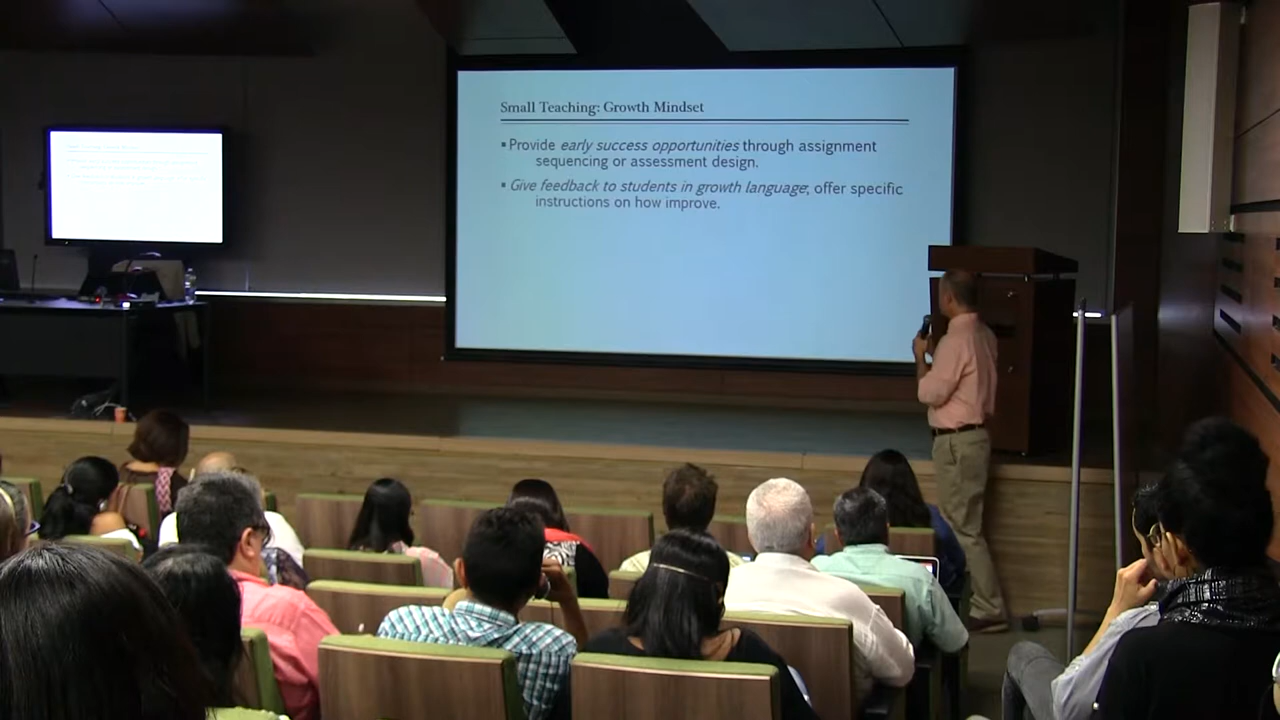 Small Teaching: Growth Mindset
▪ Provide early success opportunities through assignment
sequencing or assessment design.
▪ Give feedback to students in growth language; offer specific
instructions on how improve.